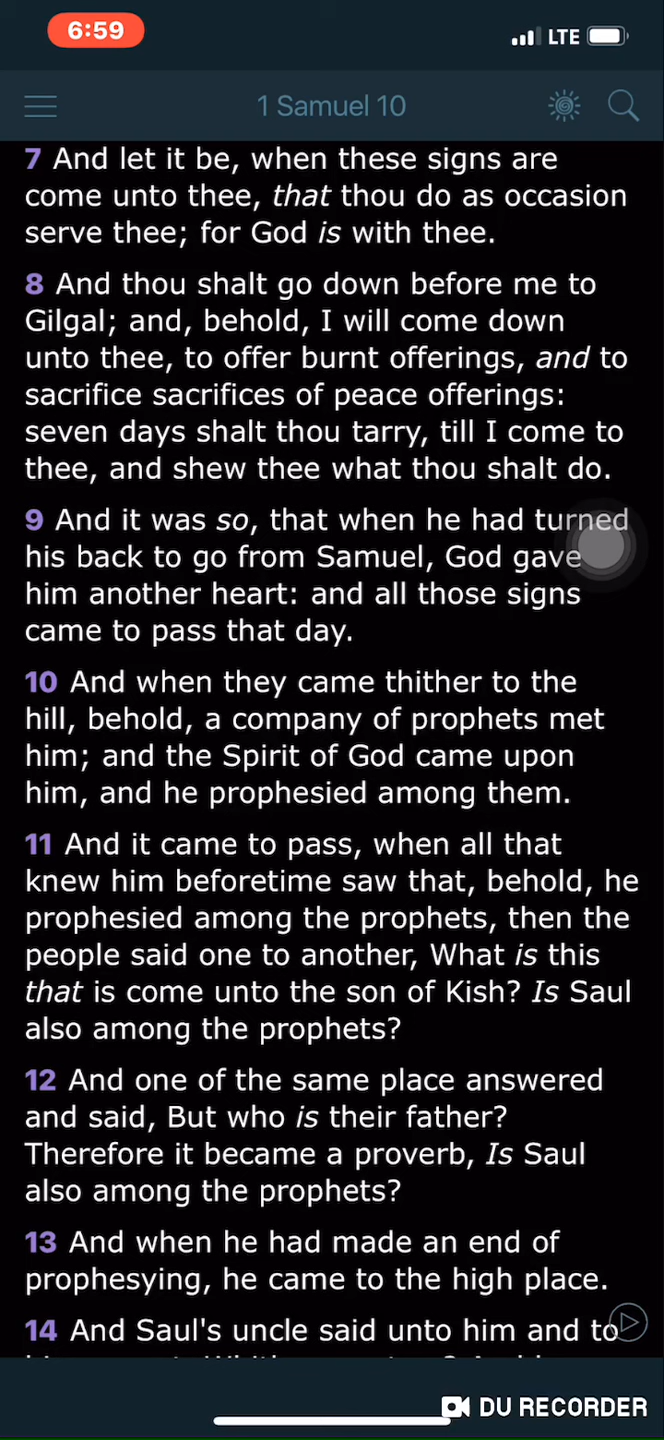 6:59
LTE
1 Samuel 10
7 And let it be, when these signs are
come unto thee, that thou do as occasion
serve thee; for God is with thee.
8 And thou shalt go down before me to
Gilgal; and, behold, I will come down
unto thee, to offer burnt offerings, and to
sacrifice sacrifices of peace offerings:
seven days shalt thou tarry, till I come to
thee, and shew thee what thou shalt do.
9 And it was so, that when he had turned
his back to go from Samuel, God gave
him another heart: and all those signs
came to pass that day.
10 And when they came thither to the
hill, behold, a company of prophets met
him; and the Spirit of God came upon
him, and he prophesied among them.
11 And it came to pass, when all that
knew him beforetime saw that, behold, he
prophesied among the prophets, then the
people said one to another, What is this
that is come unto the son of Kish? Is Saul
also among the prophets?
12 And one of the same place answered
and said, But who is their father?
Therefore it became a proverb, Is Saul
also among the prophets?
13 And when he had made an end of
prophesying, he came to the high place.
14 And Saul's uncle said unto him and to
DU RECORDER